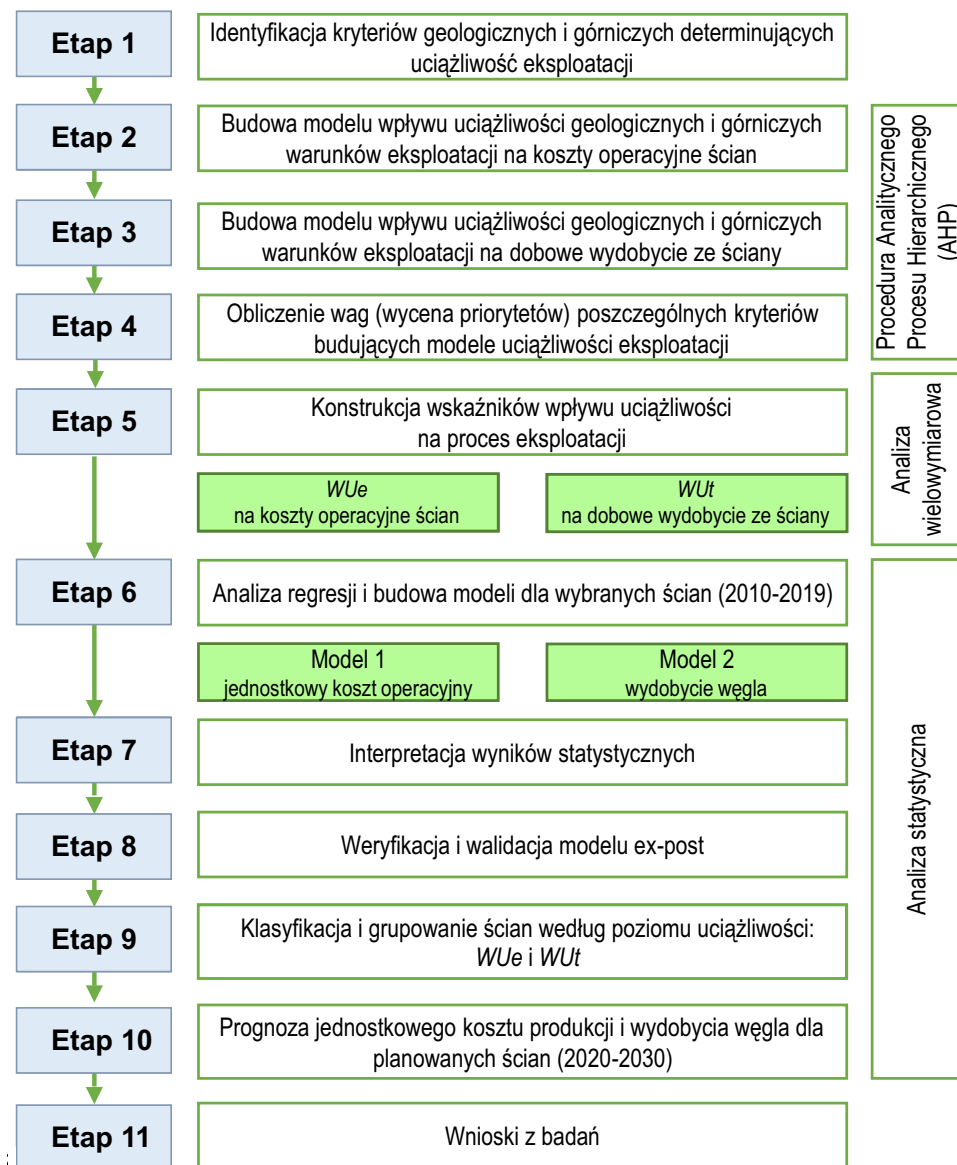 Etap 1
Identyfikacja kryteriów geologicznych i górniczych determinujących
uciążliwość eksploatacji
Etap 2
Budowa modelu wpływu uciążliwości geologicznych i górniczych
warunków eksploatacji na koszty operacyjne ścian
Etap 3
Budowa modelu wpływu uciążliwości geologicznych i górniczych
warunków eksploatacji na dobowe wydobycie ze ściany
Etap 4
Obliczenie wag (wycena priorytetów) poszczególnych kryteriów
budujących modele uciążliwości eksploatacji
Procedura Analitycznego
Procesu Hierarchicznego
(AHP)
Etap 5
Konstrukcja wskaźników wpływu uciążliwości
na proces eksploatacji
WUe
na koszty operacyjne ścian
WUt
na dobowe wydobycie ze ściany
Analiza
wielowymiarowa
Etap 6
Analiza regresji i budowa modeli dla wybranych ścian (2010-2019)
Model 1
jednostkowy koszt operacyjny
Model 2
wydobycie węgla
Etap 7
Interpretacja wyników statystycznych
Etap 8
Weryfikacja i walidacja modelu ex-post
Etap 9
Klasyfikacja i grupowanie ścian według poziomu uciążliwości:
WUe i WUt
Etap 10
Prognoza jednostkowego kosztu produkcji i wydobycia węgla dla
planowanych ścian (2020-2030)
Analiza statystyczna
Etap 11
Wnioski z badań